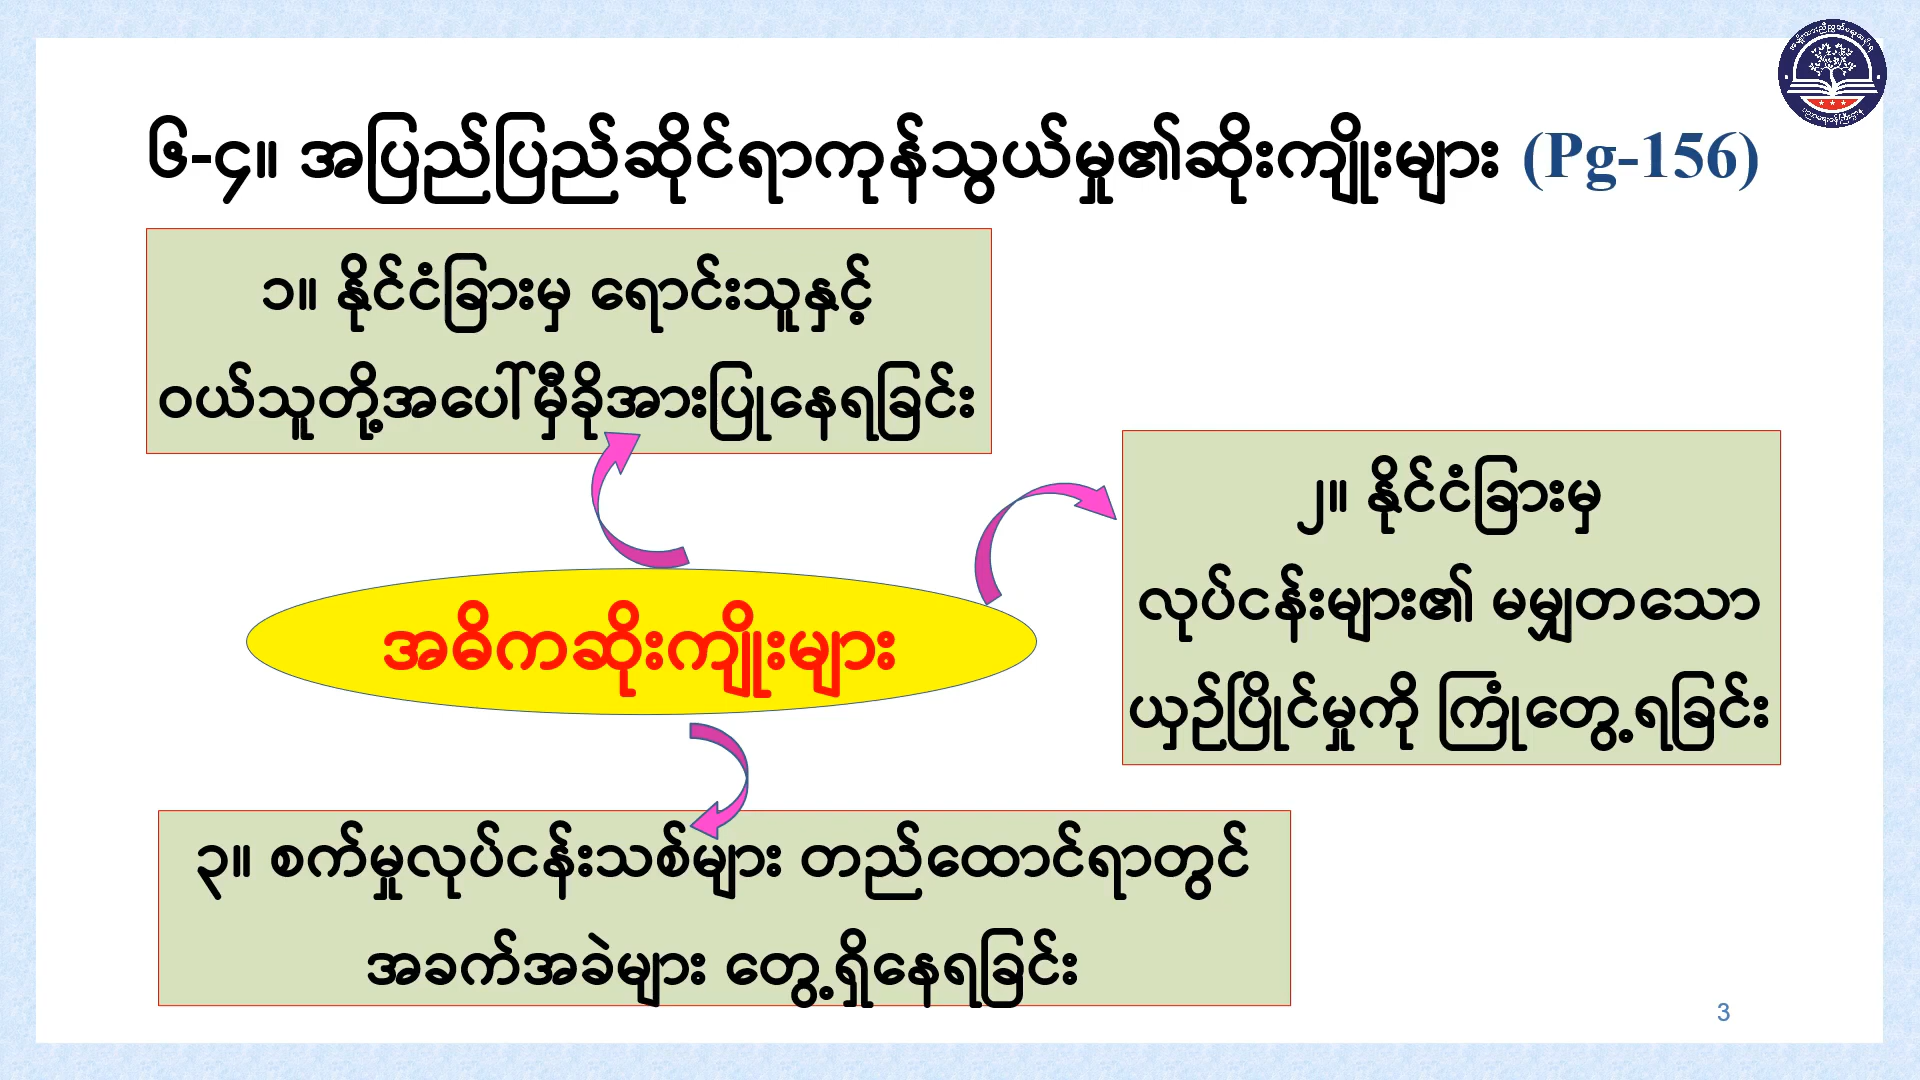 ၆-၄။ အပြည်ပြည်ဆိုင်ရာကုန်သွယ်မှု၏ဆိုးကျိုးများ (Pg-156)
၁။ နိုင်ငံခြားမှ ရောင်းသူနှင့်
ဝယ်သူတို့အပေါ်မှီခိုအားပြုနေရခြင်း
၂။ နိုင်ငံခြားမှ
လုပ်ငန်းများ၏ မမျှတသော
ယှဉ်ပြိုင်မှုကို ကြုံတွေ့ရခြင်း
အဓိကဆိုးကျိုးများ
၃။ စက်မှုလုပ်ငန်းသစ်များ တည်ထောင်ရာတွင်
အခက်အခဲများ တွေ့ရှိနေရခြင်း
3